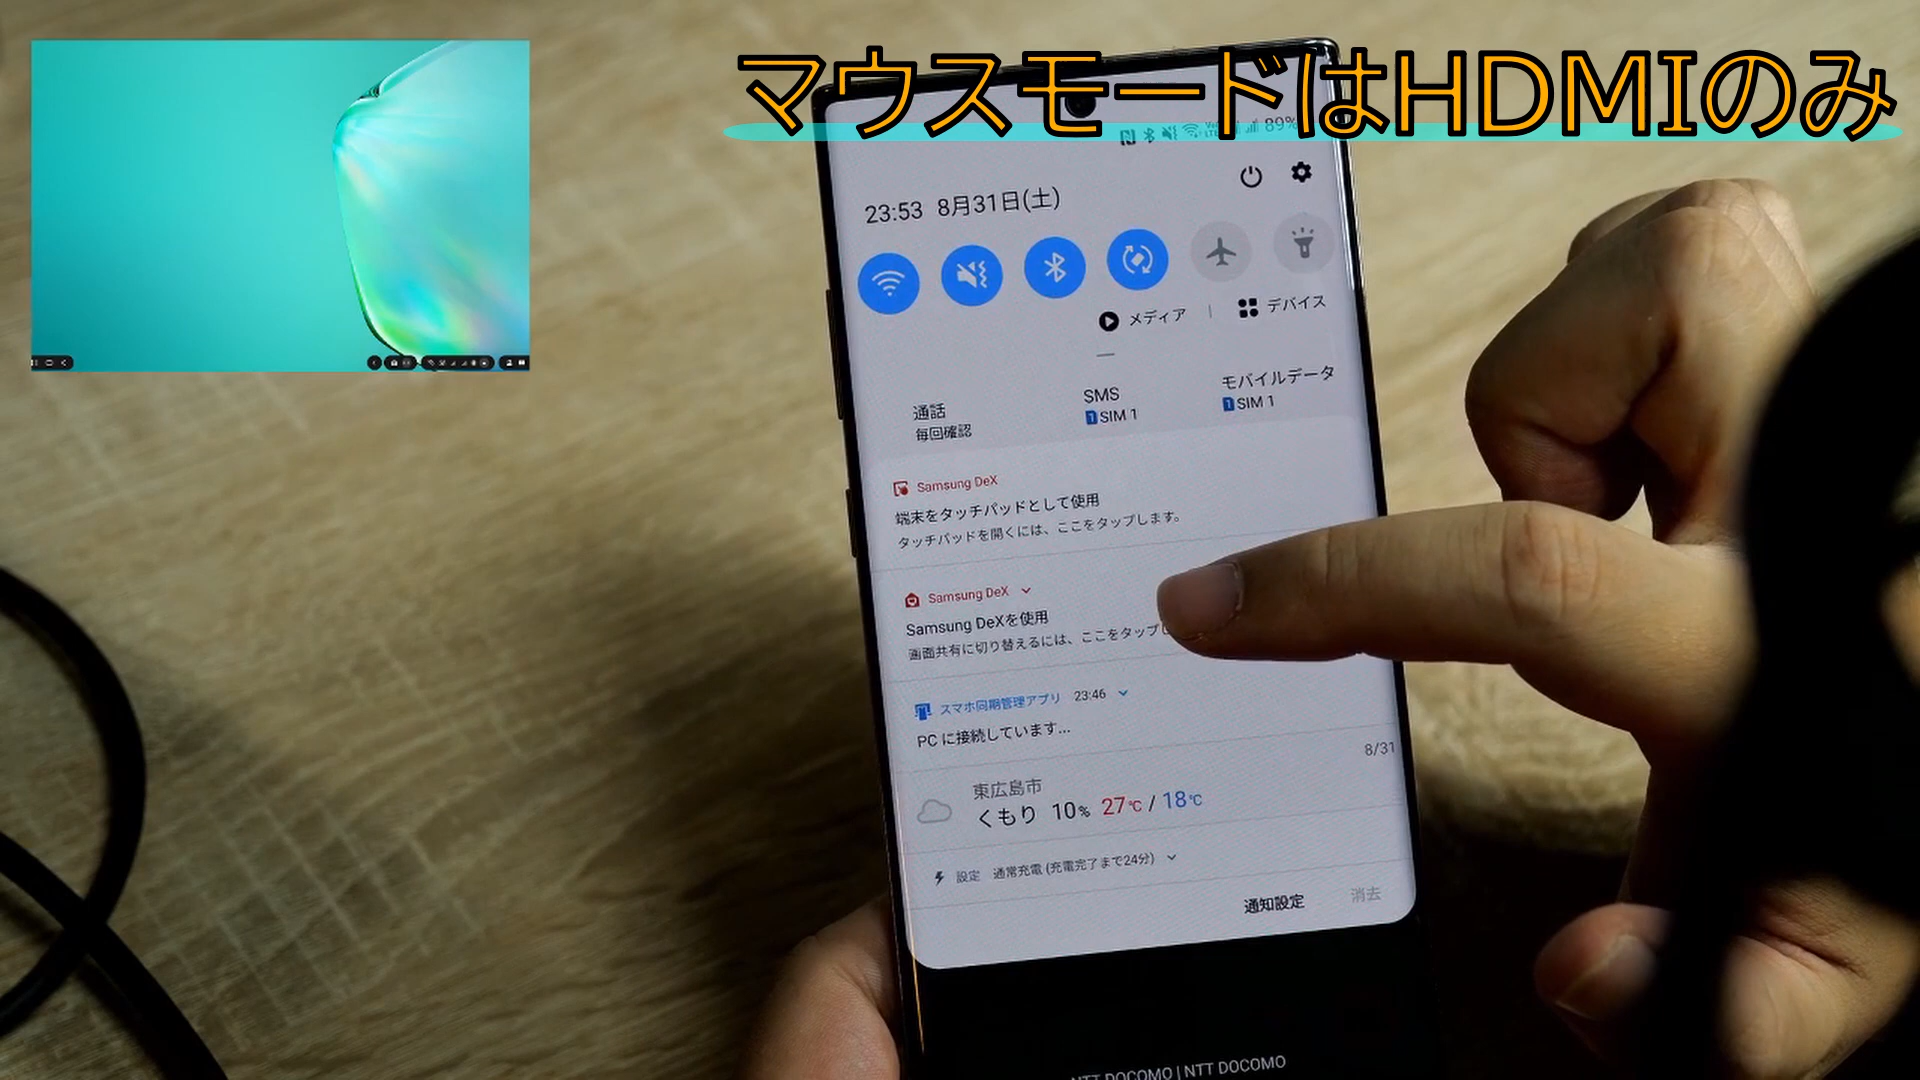 マウスモードはHDMIのみ
89%
23:53 8月31日(土)
メディア | デバイス
通話
毎回確認
SMS
1 SIM 1
モバイルデータ
1 SIM 1
Samsung DeX
端末をタッチパッドとして使用
タッチパッドを開くには、ここをタップします。
Samsung DeX
Samsung DeXを使用
画面共有に切り替えるには、ここをタップし
スマホ同期管理アプリ 23:46
PC に接続しています...
8/31
東広島市
くもり 10% 27℃ / 18℃
設定 通常充電 (充電完了まで24分)
通知設定 消去
NTT DOCOMO | NTT DOCOMO